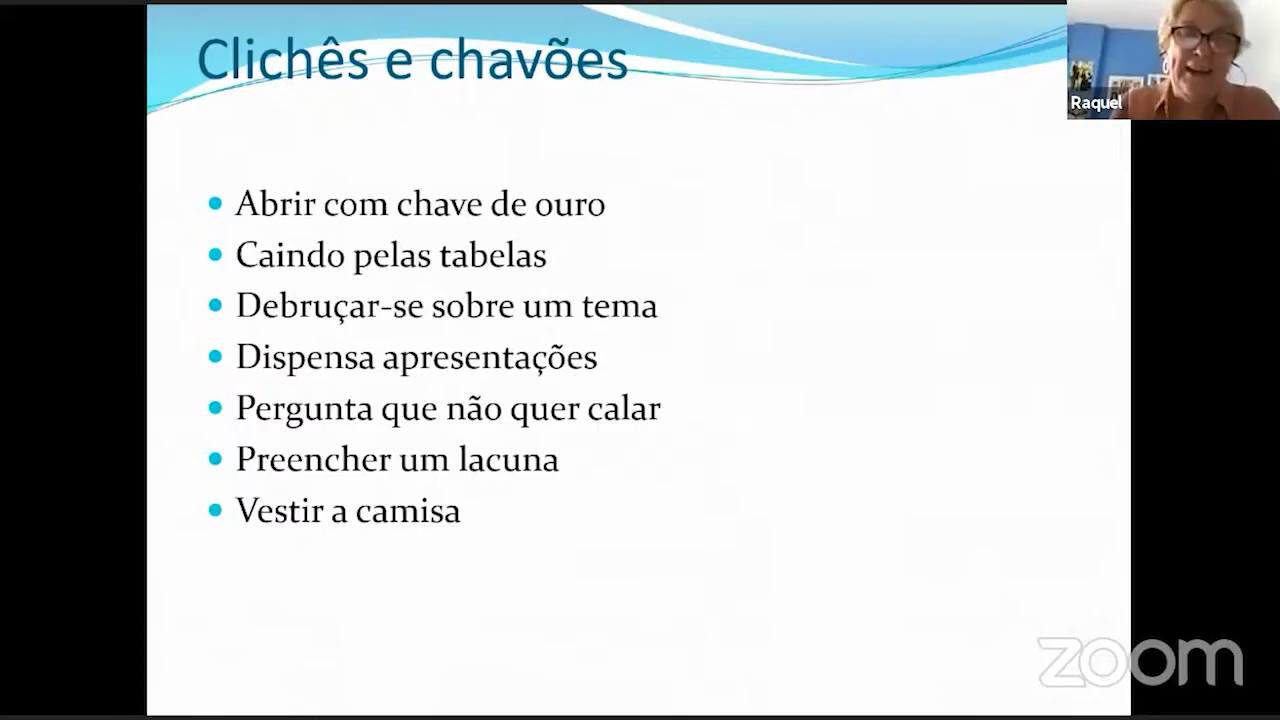 Clichês e chavões
Raquel
Abrir com chave de ouro
Caindo pelas tabelas
Debruçar-se sobre um tema
Dispensa apresentações
Pergunta que não quer calar
Preencher um lacuna
Vestir a camisa
zoom